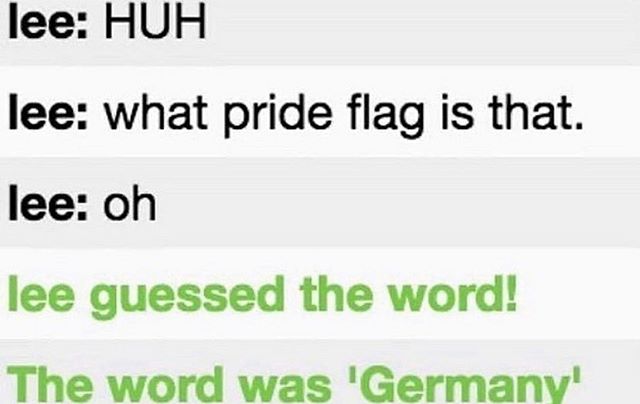 lee: HUH
lee: what pride flag is that.
lee: oh
lee guessed the word!
The word was 'Germany'